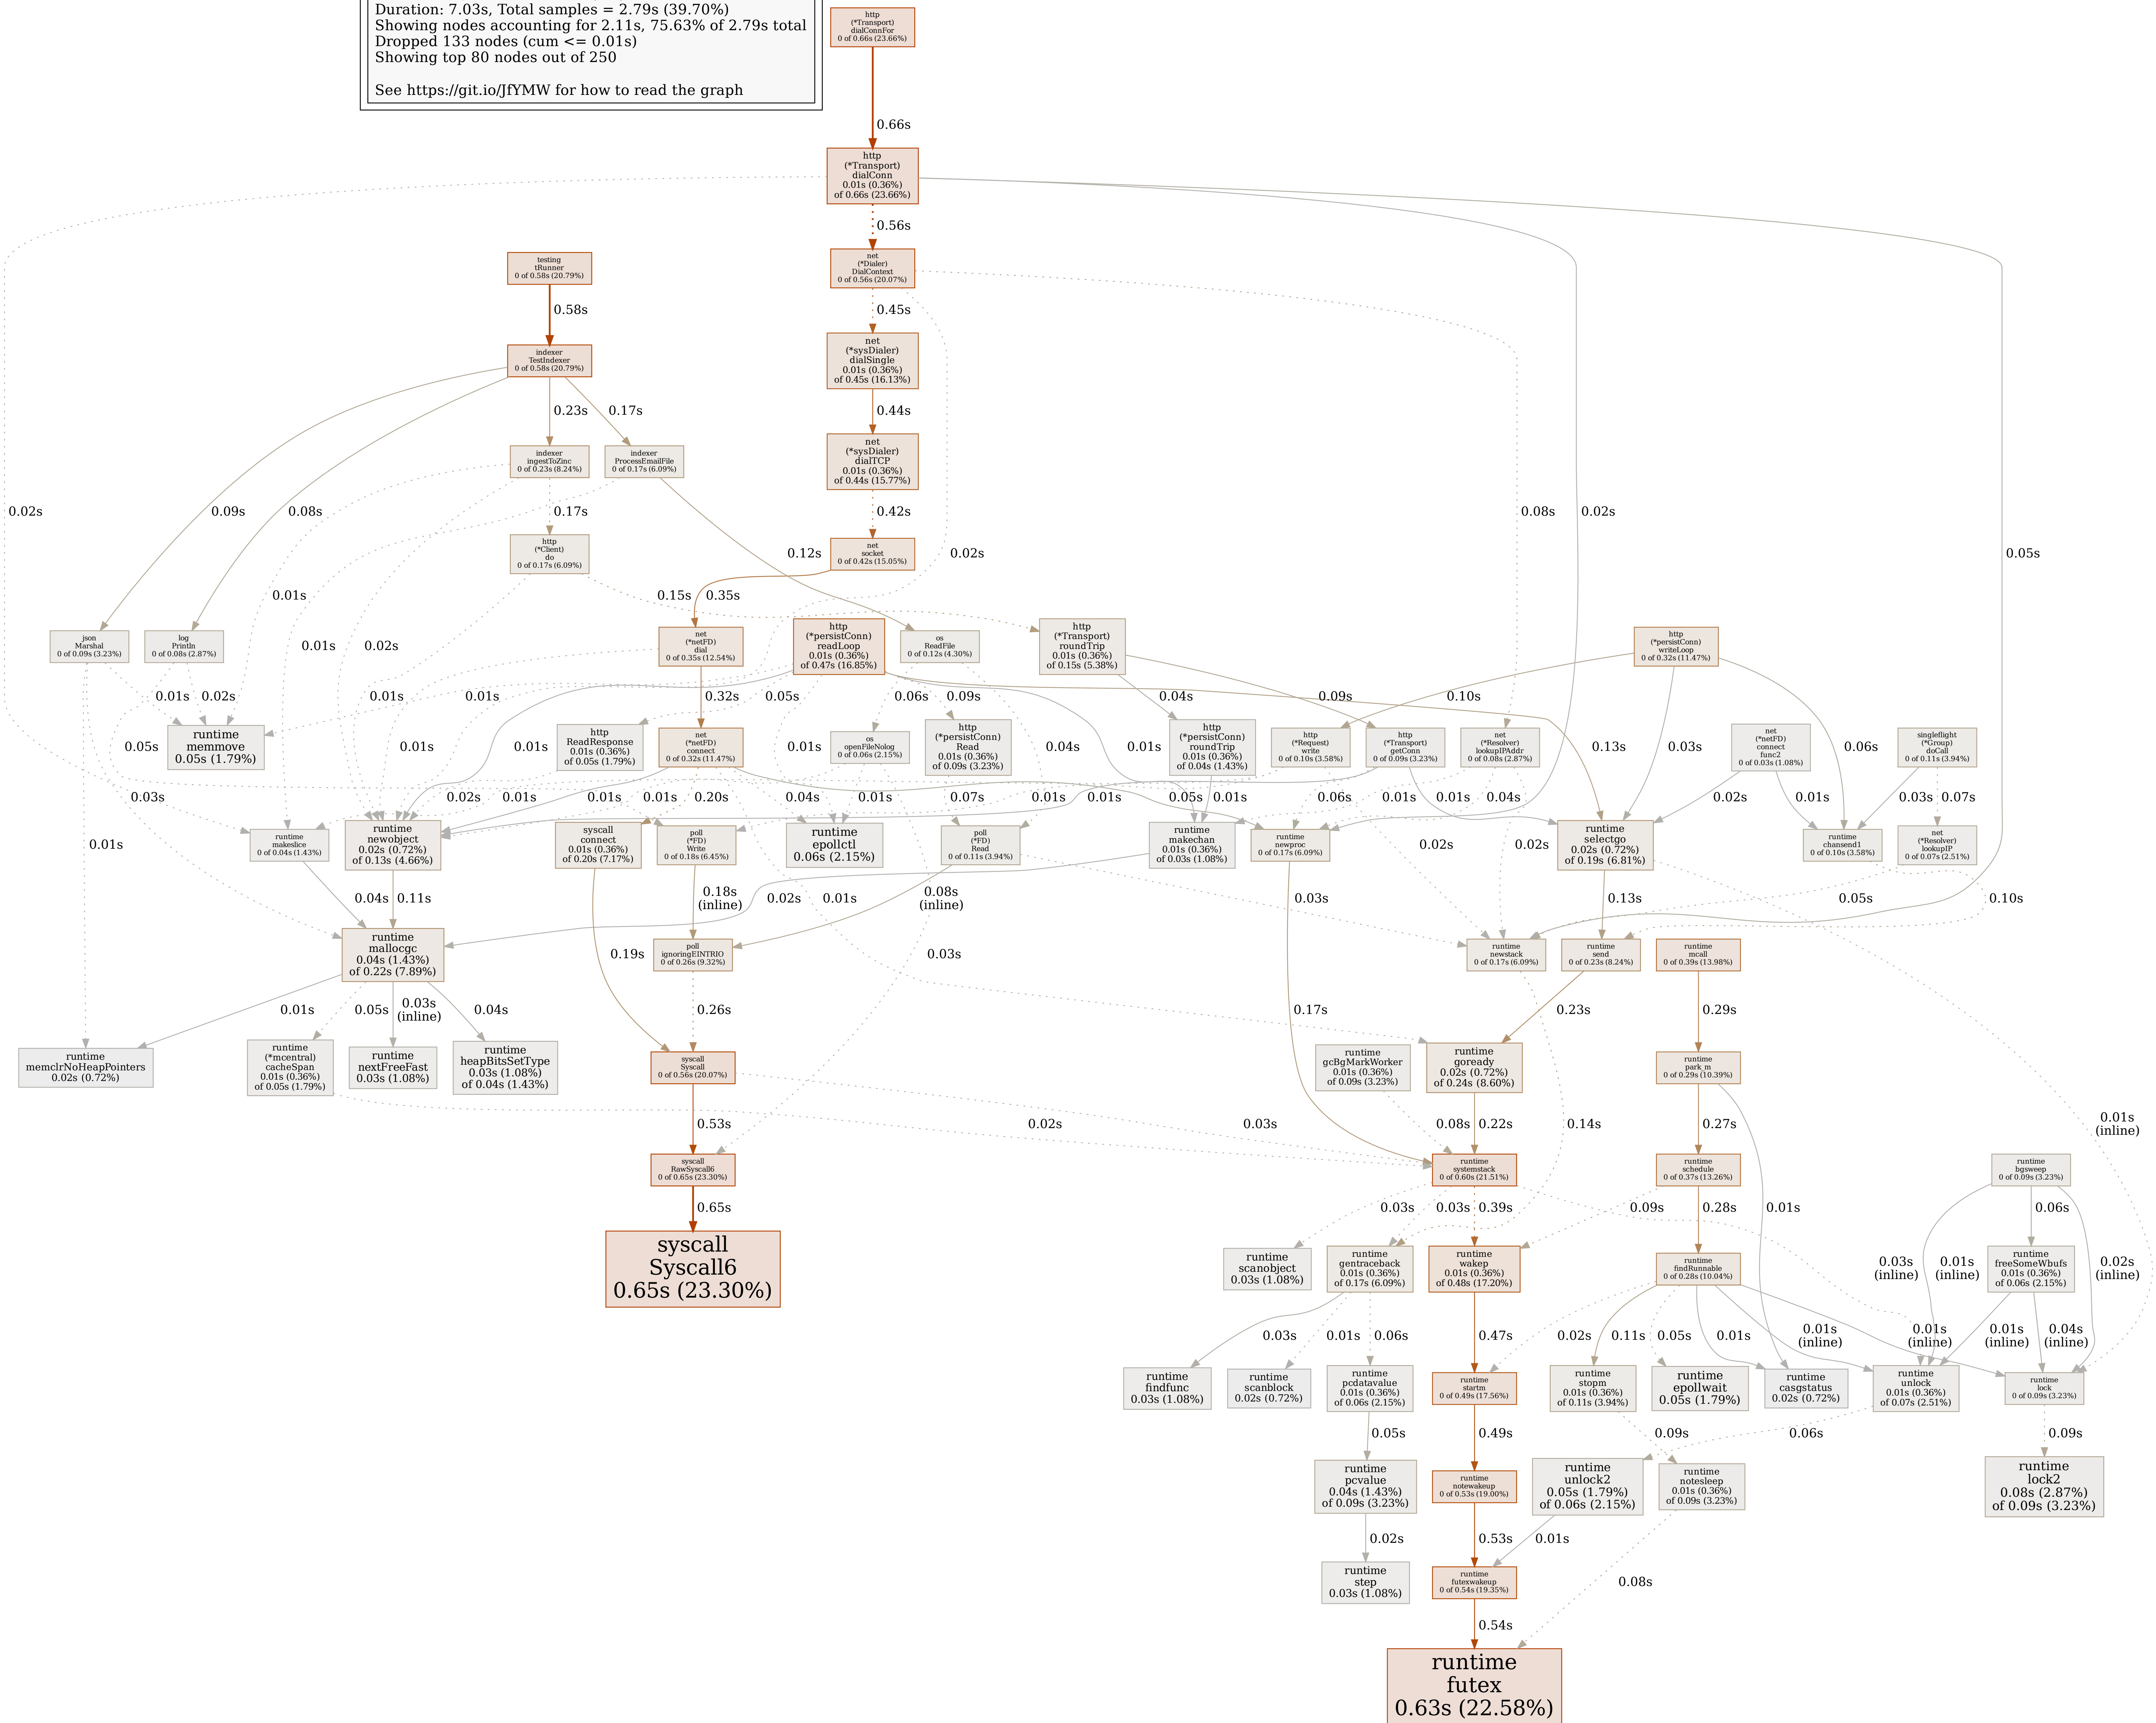 Duration: 7.03s, Total samples = 2.79s (39.70%)
Showing nodes accounting for 2.11s, 75.63% of 2.79s total
Dropped 133 nodes (cum <= 0.01s)
Showing top 80 nodes out of 250
See https://git.io/JfYMW for how to read the graph
http
(*Transport)
dialConnFor
0 of 0.66s (23.66%)
0.66s
http
(*Transport)
dialConn
0.01s (0.36%)
of 0.66s (23.66%)
0.56s
testing
tRunner
0 of 0.58s (20.79%)
net
(*Dialer)
DialContext
0 of 0.56s (20.07%)
0.58s
0.45s
indexer
TestIndexer
0 of 0.58s (20.79%)
net
(*sysDialer)
dialSingle
0.01s (0.36%)
of 0.45s (16.13%)
0.23s
0.17s
0.44s
indexer
ingestToZinc
0 of 0.23s (8.24%)
indexer
ProcessEmailFile
0 of 0.17s (6.09%)
net
(*sysDialer)
dialTCP
0.01s (0.36%)
of 0.44s (15.77%)
0.02s
0.09s
0.08s
0.17s
0.42s
0.08s
0.02s
http
(*Client)
do
0 of 0.17s (6.09%)
0.12s
net
socket
0 of 0.42s (15.05%)
0.02s
0.05s
0.01s
0.15s
0.35s
json
Marshal
0 of 0.09s (3.23%)
log
Println
0 of 0.08s (2.87%)
0.01s
0.02s
net
(*netFD)
dial
0 of 0.35s (12.54%)
http
(*persistConn)
readLoop
0.01s (0.36%)
of 0.47s (16.85%)
os
ReadFile
0 of 0.12s (4.30%)
http
(*Transport)
roundTrip
0.01s (0.36%)
of 0.15s (5.38%)
http
(*persistConn)
writeLoop
0 of 0.32s (11.47%)
0.01s
0.02s
0.01s
0.01s
0.32s
0.05s
0.06s
0.09s
0.04s
0.09s
0.10s
0.05s
runtime
memmove
0.05s (1.79%)
0.01s
0.01s
http
ReadResponse
0.01s (0.36%)
of 0.05s (1.79%)
net
(*netFD)
connect
0 of 0.32s (11.47%)
0.01s
os
openFileNolog
0 of 0.06s (2.15%)
http
(*persistConn)
Read
0.01s (0.36%)
of 0.09s (3.23%)
0.04s
0.01s
http
(*persistConn)
roundTrip
0.01s (0.36%)
of 0.04s (1.43%)
http
(*Request)
write
0 of 0.10s (3.58%)
http
(*Transport)
getConn
0 of 0.09s (3.23%)
net
(*Resolver)
lookupIPAddr
0 of 0.08s (2.87%)
0.13s
0.03s
net
(*netFD)
connect
func2
0 of 0.03s (1.08%)
0.06s
singleflight
(*Group)
doCall
0 of 0.11s (3.94%)
0.03s
0.02s
0.01s
0.01s
0.01s
0.20s
0.04s
0.01s
0.07s
0.01s
0.01s
0.01s
0.05s
0.06s
0.01s
0.01s
0.04s
0.02s
0.01s
0.03s
0.07s
0.01s
runtime
makeslice
0 of 0.04s (1.43%)
runtime
newobject
0.02s (0.72%)
of 0.13s (4.66%)
syscall
connect
0.01s (0.36%)
of 0.20s (7.17%)
poll
(*FD)
Write
0 of 0.18s (6.45%)
runtime
epollctl
0.06s (2.15%)
poll
(*FD)
Read
0 of 0.11s (3.94%)
runtime
makechan
0.01s (0.36%)
of 0.03s (1.08%)
runtime
newproc
0 of 0.17s (6.09%)
0.02s
0.02s
runtime
selectgo
0.02s (0.72%)
of 0.19s (6.81%)
runtime
chansend1
0 of 0.10s (3.58%)
net
(*Resolver)
lookupIP
0 of 0.07s (2.51%)
0.04s
0.11s
0.18s
(inline)
0.02s
0.01s
0.08s
(inline)
0.03s
0.13s
0.05s
0.10s
runtime
mallocgc
0.04s (1.43%)
of 0.22s (7.89%)
0.19s
poll
ignoringEINTRIO
0 of 0.26s (9.32%)
0.03s
runtime
newstack
0 of 0.17s (6.09%)
runtime
send
0 of 0.23s (8.24%)
runtime
mcall
0 of 0.39s (13.98%)
0.01s
0.05s
0.03s
(inline)
0.04s
0.26s
0.17s
0.23s
0.29s
runtime
memclrNoHeapPointers
0.02s (0.72%)
runtime
(*mcentral)
cacheSpan
0.01s (0.36%)
of 0.05s (1.79%)
runtime
nextFreeFast
0.03s (1.08%)
runtime
heapBitsSetType
0.03s (1.08%)
of 0.04s (1.43%)
syscall
Syscall
0 of 0.56s (20.07%)
runtime
gcBgMarkWorker
0.01s (0.36%)
of 0.09s (3.23%)
runtime
goready
0.02s (0.72%)
of 0.24s (8.60%)
runtime
park_m
0 of 0.29s (10.39%)
0.53s
0.02s
0.03s
0.08s
0.22s
0.14s
0.27s
0.01s
(inline)
syscall
RawSyscall6
0 of 0.65s (23.30%)
runtime
systemstack
0 of 0.60s (21.51%)
runtime
schedule
0 of 0.37s (13.26%)
runtime
bgsweep
0 of 0.09s (3.23%)
0.65s
0.03s
0.03s
0.39s
0.09s
0.28s
0.01s
0.06s
syscall
Syscall6
0.65s (23.30%)
runtime
scanobject
0.03s (1.08%)
runtime
gentraceback
0.01s (0.36%)
of 0.17s (6.09%)
runtime
wakep
0.01s (0.36%)
of 0.48s (17.20%)
runtime
findRunnable
0 of 0.28s (10.04%)
0.03s
(inline)
0.01s
(inline)
runtime
freeSomeWbufs
0.01s (0.36%)
of 0.06s (2.15%)
0.02s
(inline)
0.03s
0.01s
0.06s
0.47s
0.02s
0.11s
0.05s
0.01s
0.01s
(inline)
0.01s
(inline)
0.01s
(inline)
0.04s
(inline)
runtime
findfunc
0.03s (1.08%)
runtime
scanblock
0.02s (0.72%)
runtime
pcdatavalue
0.01s (0.36%)
of 0.06s (2.15%)
runtime
startm
0 of 0.49s (17.56%)
runtime
stopm
0.01s (0.36%)
of 0.11s (3.94%)
runtime
epollwait
0.05s (1.79%)
runtime
casgstatus
0.02s (0.72%)
runtime
unlock
0.01s (0.36%)
of 0.07s (2.51%)
runtime
lock
0 of 0.09s (3.23%)
0.05s
0.49s
0.09s
0.06s
0.09s
runtime
pcvalue
0.04s (1.43%)
of 0.09s (3.23%)
runtime
notewakeup
0 of 0.53s (19.00%)
runtime
unlock2
0.05s (1.79%)
of 0.06s (2.15%)
runtime
notesleep
0.01s (0.36%)
of 0.09s (3.23%)
runtime
lock2
0.08s (2.87%)
of 0.09s (3.23%)
0.02s
0.53s
0.01s
runtime
step
0.03s (1.08%)
runtime
futexwakeup
0 of 0.54s (19.35%)
0.08s
0.54s
runtime
futex
0.63s (22.58%)